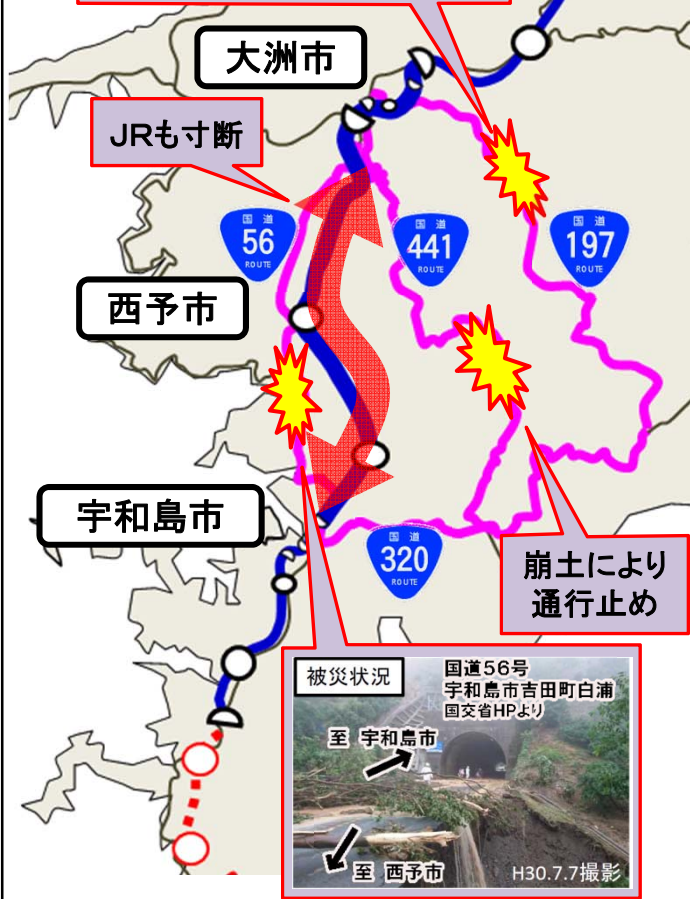 大洲市
JRも寸断
国道
56
ROUTE
国道
441
ROUTE
国道
197
ROUTE
西予市
宇和島市
国道
320
ROUTE
崩土により
通行止め
被災状況
国道56号
宇和島市吉田町白浦
国交省HPより
至 宇和島市
至 西予市
H30.7.7撮影